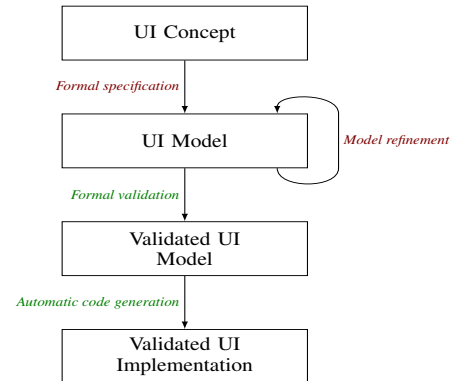 UI Concept
Formal specification
UI Model
Model refinement
Formal validation
Validated UI
Model
Automatic code generation
Validated UI
Implementation